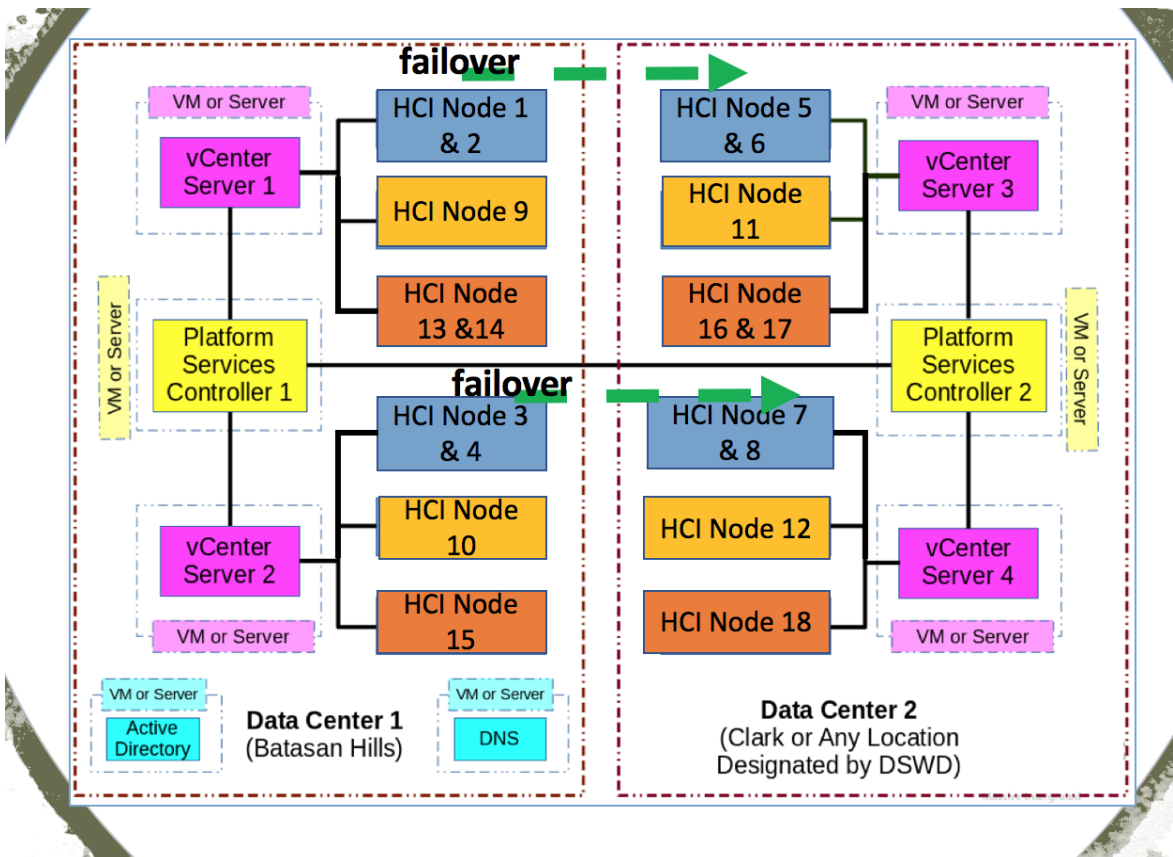 failover
VM or Server
HCI Node 1
& 2
vCenter
Server 1
HCI Node 9
HCI Node
13 &14
VM or Server
Platform
Services
Controller 1
failover
HCI Node 3
& 4
HCI Node
10
vCenter
Server 2
HCI Node
15
VM or Server
VM or Server
Active
Directory
Data Center 1
(Batasan Hills)
VM or Server
DNS
HCI Node 5
& 6
VM or Server
vCenter
Server 3
HCI Node
11
HCI Node
16 & 17
Platform
Services
Controller 2
VM or Server
HCI Node 7
& 8
HCI Node 12
vCenter
Server 4
HCI Node 18
VM or Server
Data Center 2
(Clark or Any Location
Designated by DSWD)